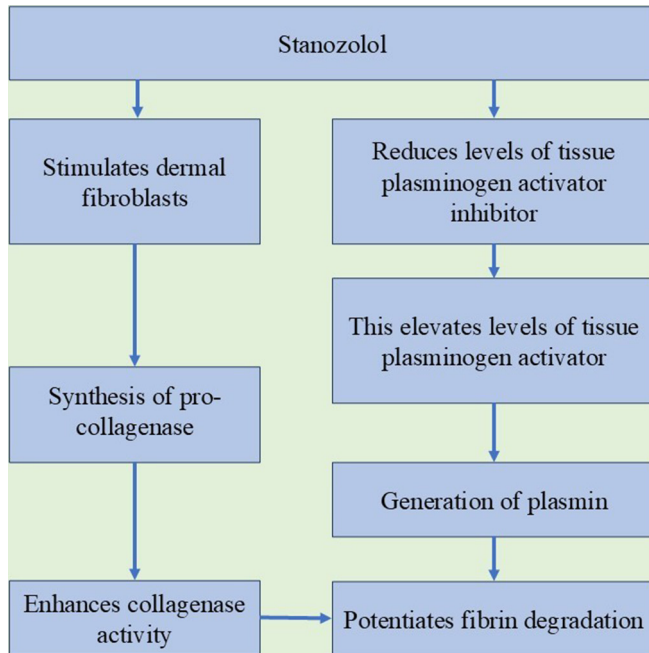 Stanozolol
Stimulates dermal
fibroblasts
Synthesis of pro-
collagenase
Enhances collagenase
activity
Reduces levels of tissue
plasminogen activator
inhibitor
This elevates levels of tissue
plasminogen activator
Generation of plasmin
Potentiates fibrin degradation